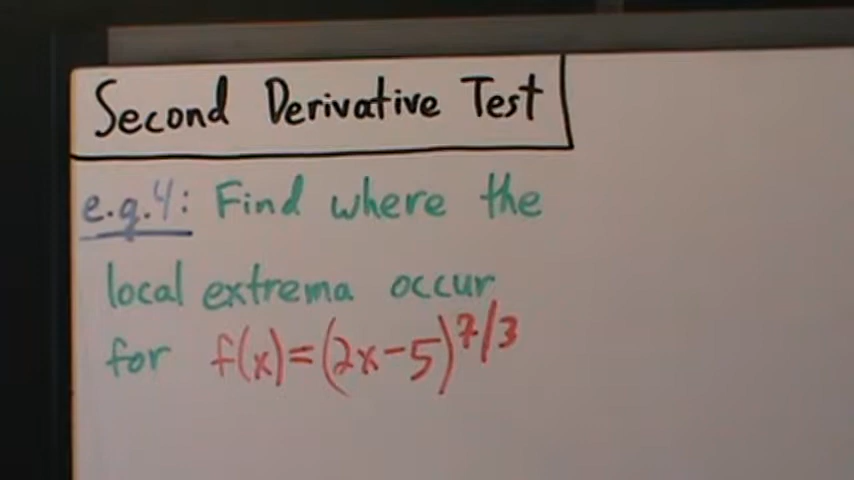 Second Derivative Test
e.g.4: Find where the
local extrema occur
for f(x)=(2x-5)^7/3